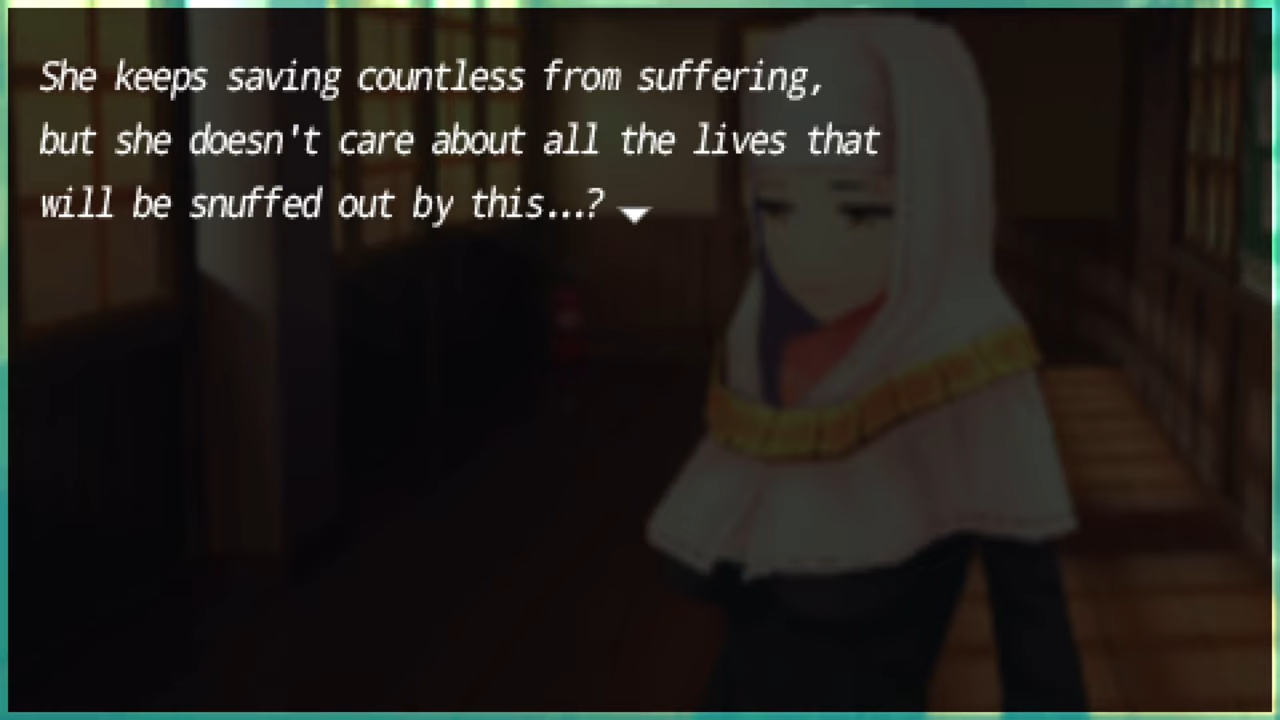 She keeps saving countless from suffering,
but she doesn't care about all the lives that
will be snuffed out by this...?